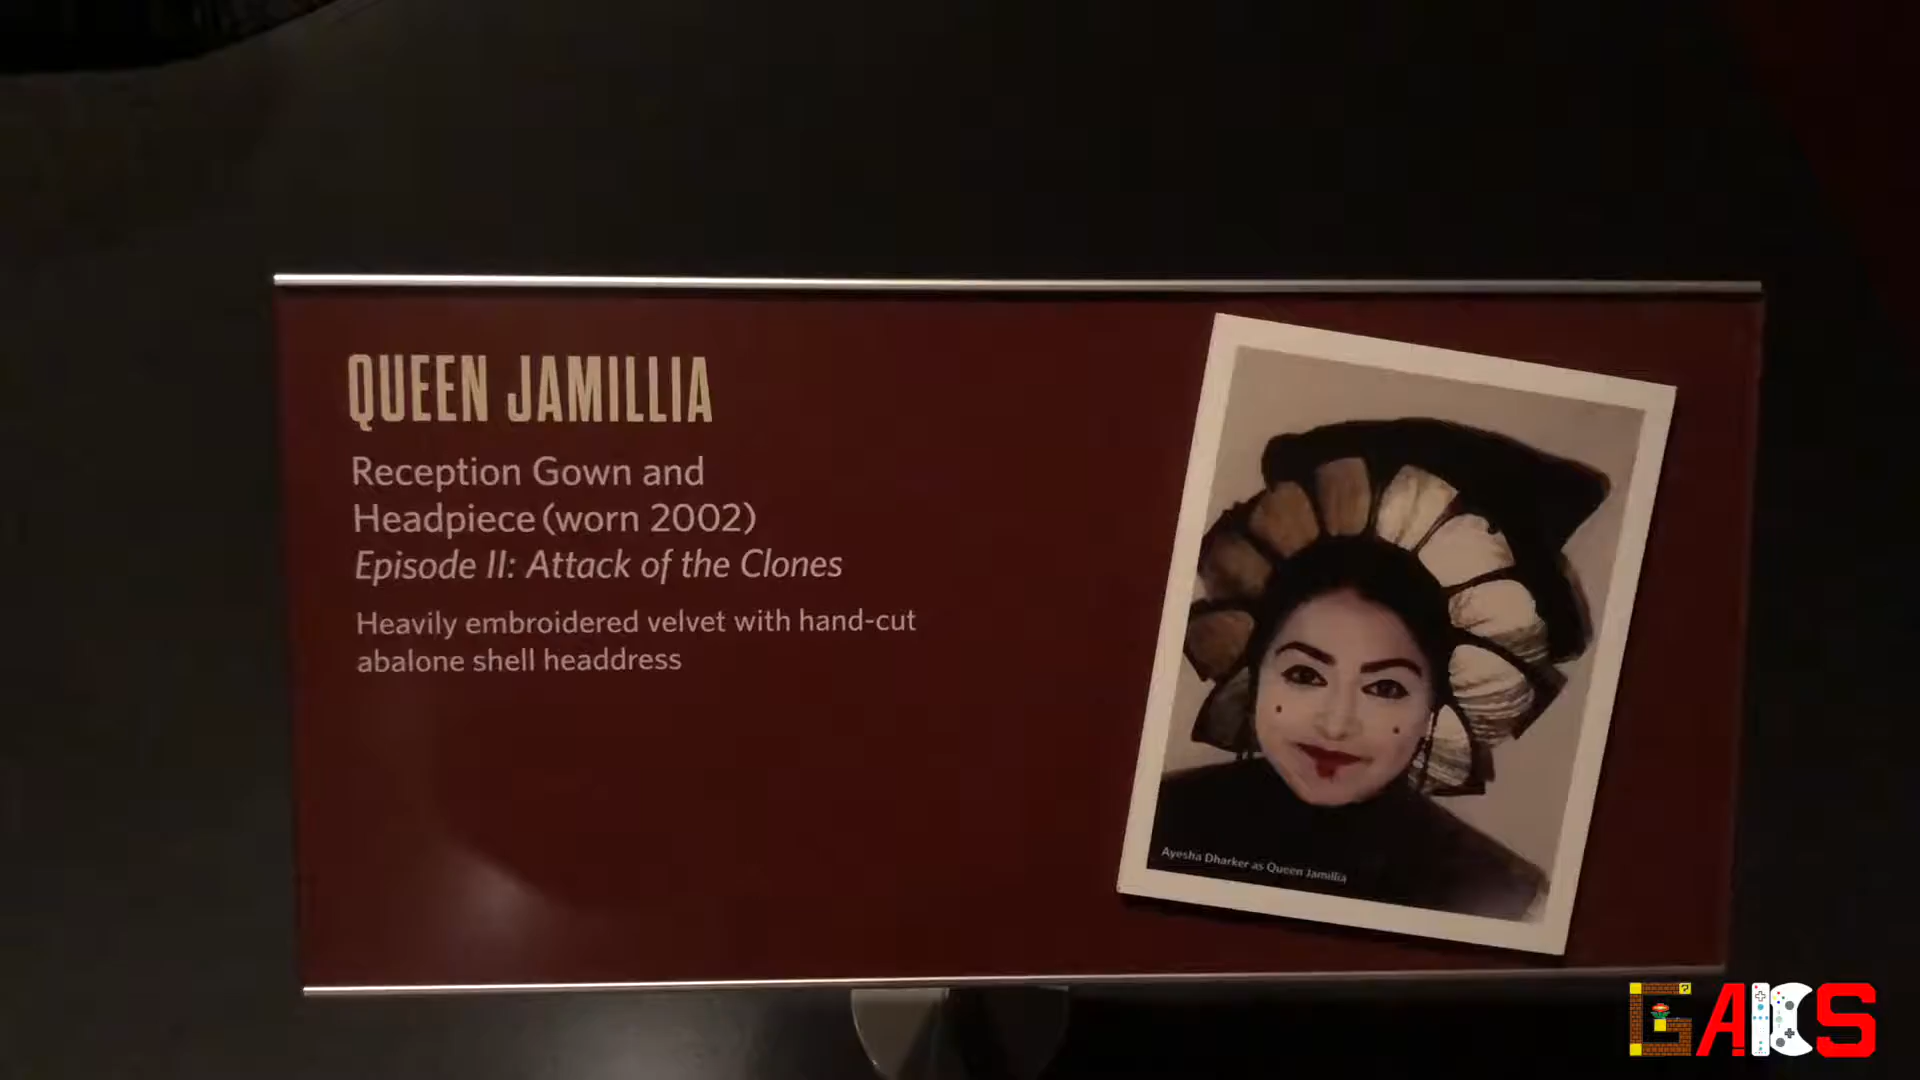 QUEEN JAMILLIA
Reception Gown and
Headpiece (worn 2002)
Episode II: Attack of the Clones
Heavily embroidered velvet with hand-cut
abalone shell headdress
Ayesha Dharker as Queen Jamillia
GAKS